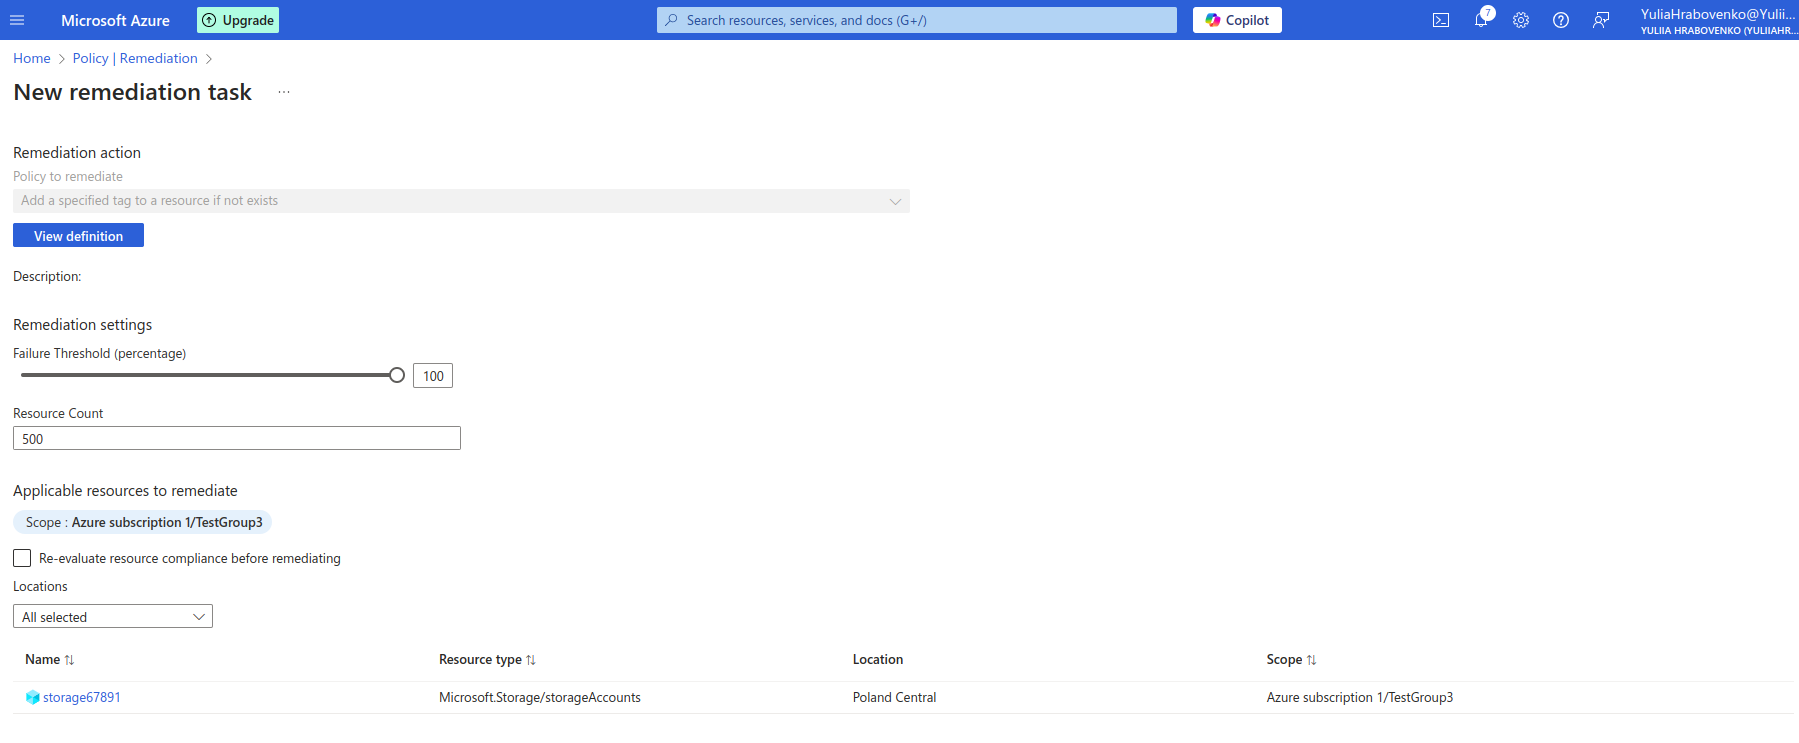 Microsoft Azure
Upgrade
Search resources, services, and docs (G+/)
Copilot
7
YuliaHrabovenko@Yulii...
YULIIA HRABOVENKO (YULIIAHR...
Home > Policy | Remediation >
New remediation task ...
Remediation action
Policy to remediate
Add a specified tag to a resource if not exists
View definition
Description:
Remediation settings
Failure Threshold (percentage)
100
Resource Count
500
Applicable resources to remediate
Scope : Azure subscription 1/TestGroup3
Re-evaluate resource compliance before remediating
Locations
All selected
Name Resource type Location Scope
storage67891 Microsoft.Storage/storageAccounts Poland Central Azure subscription 1/TestGroup3